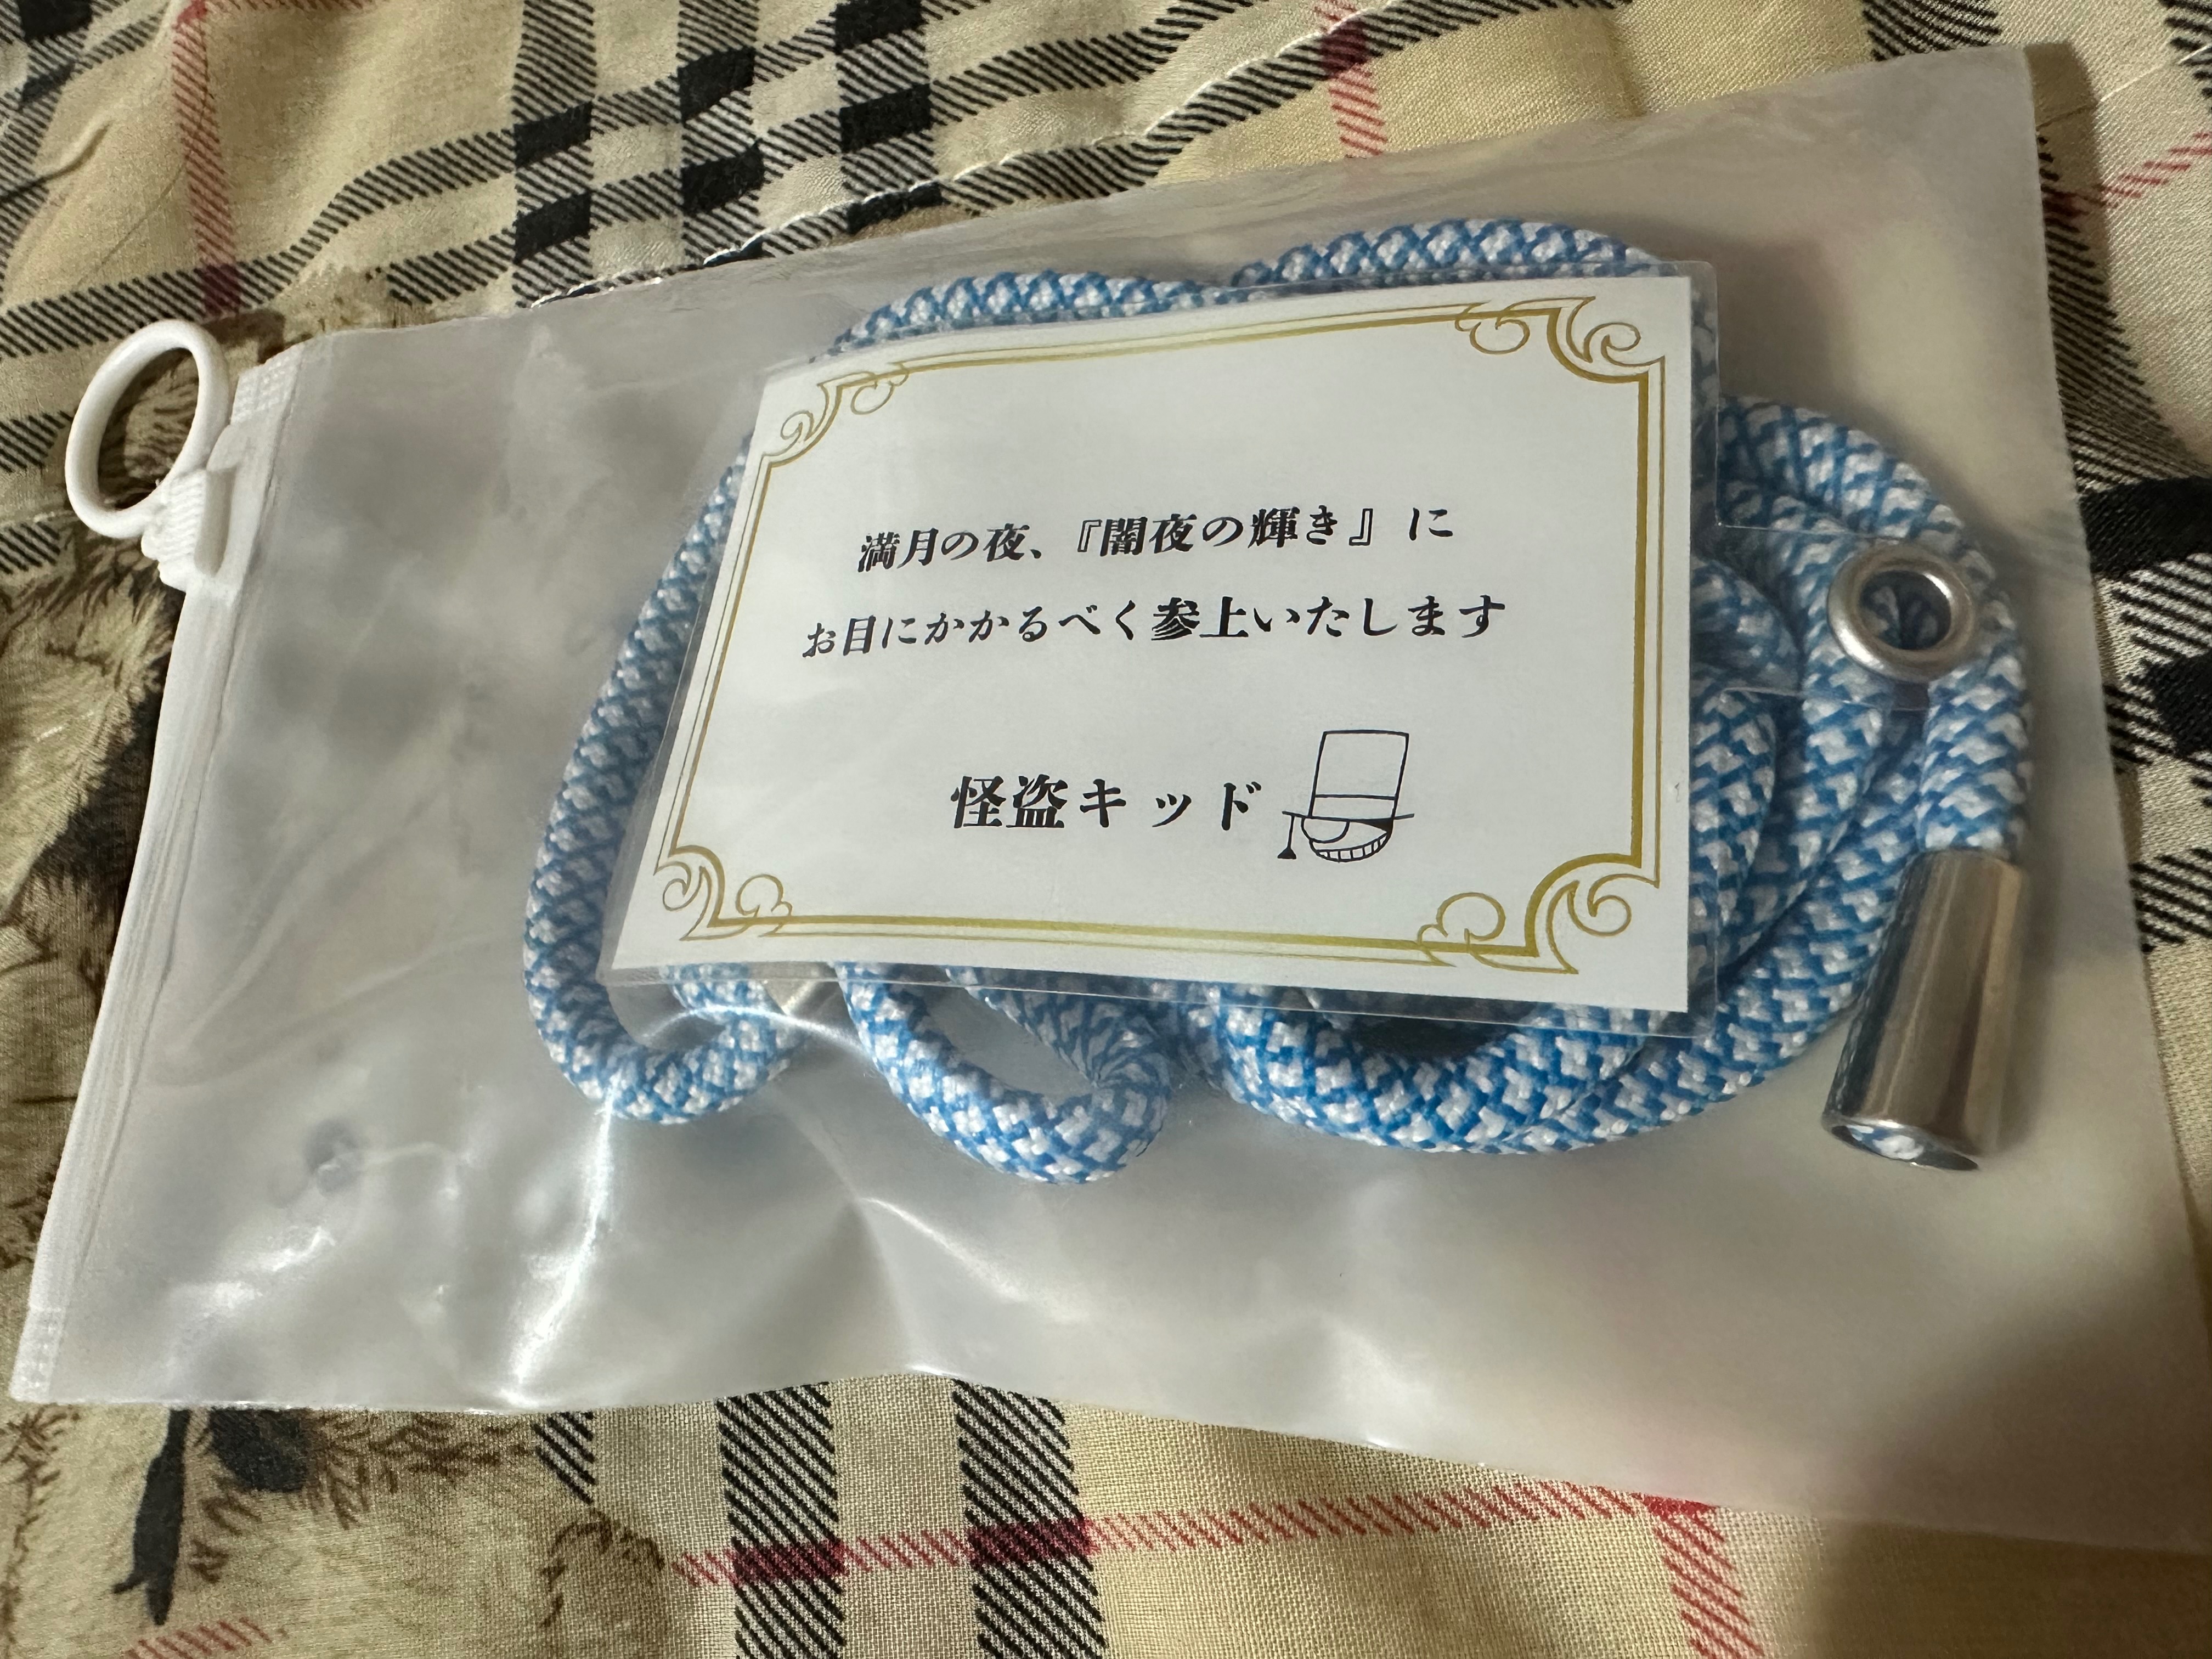 満月の夜、『闇夜の輝き』に
お目にかかるべく参上いたします
怪盗キッド